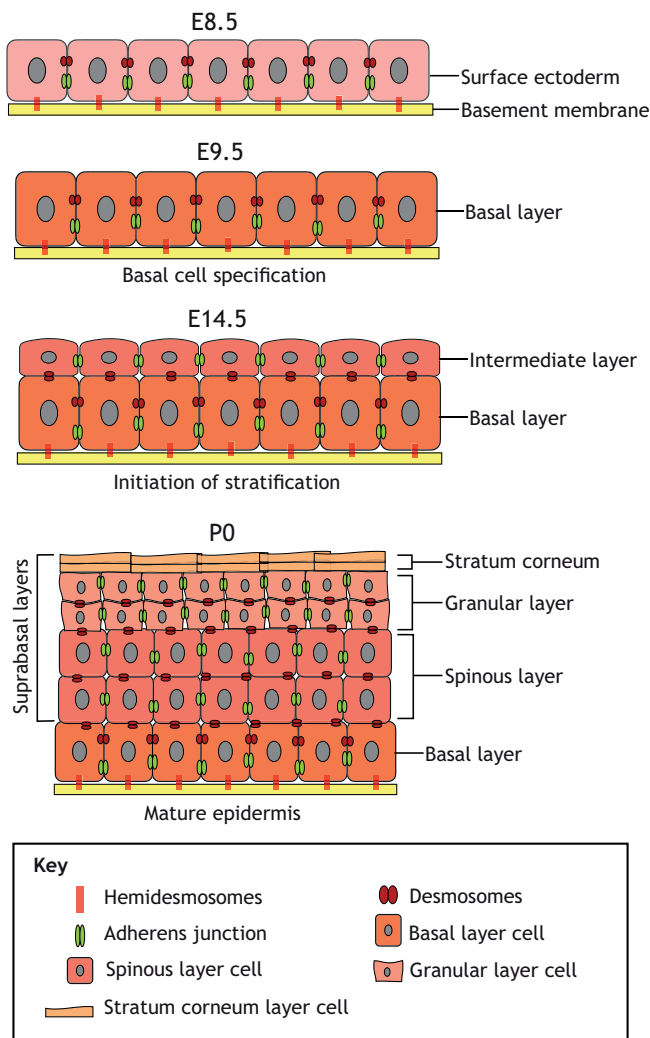 E8.5
Surface ectoderm
Basement membrane
E9.5
Basal layer
Basal cell specification
E14.5
Intermediate layer
Basal layer
Initiation of stratification
P0
Suprabasal layers
Stratum corneum
Granular layer
Spinous layer
Basal layer
Mature epidermis
Key
Hemidesmosomes
Desmosomes
Adherens junction
Basal layer cell
Spinous layer cell
Granular layer cell
Stratum corneum layer cell